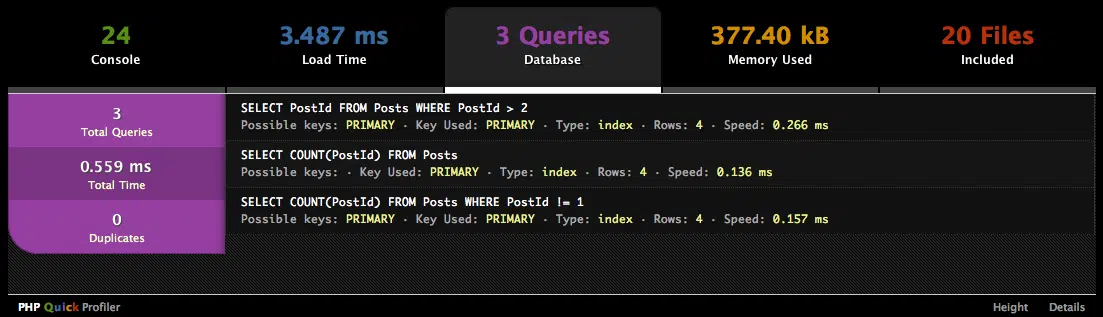 24
Console
3.487 ms
Load Time
3 Queries
Database
377.40 kB
Memory Used
20 Files
Included
3
Total Queries
0.559 ms
Total Time
0
Duplicates
SELECT PostId FROM Posts WHERE PostId > 2
Possible keys: PRIMARY · Key Used: PRIMARY · Type: index · Rows: 4 · Speed: 0.266 ms
SELECT COUNT(PostId) FROM Posts
Possible keys: · Key Used: PRIMARY · Type: index · Rows: 4 · Speed: 0.136 ms
SELECT COUNT(PostId) FROM Posts WHERE PostId != 1
Possible keys: PRIMARY · Key Used: PRIMARY · Type: index · Rows: 4 · Speed: 0.157 ms
PHP Quick Profiler
Height
Details